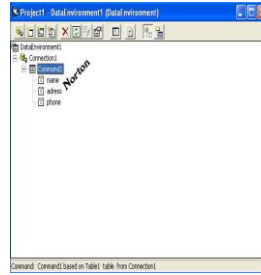 Project1 - DataEnvironment1 (DataEnvironment)
DataEnvironment1
Connection1
Command1
name
adress
phone
Norton
Command: Command1 based on Table1 table from Connection1